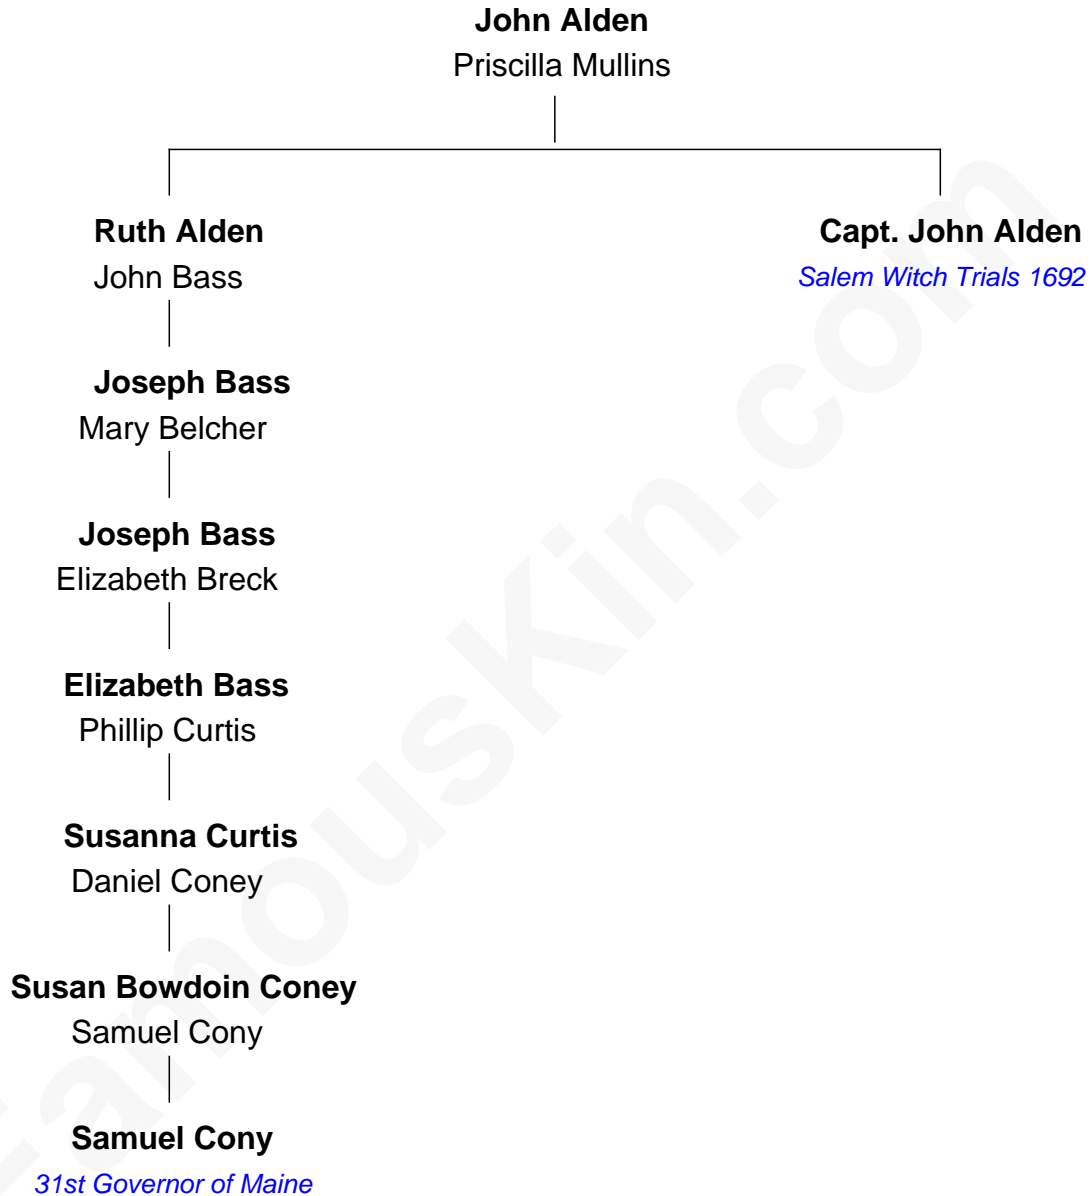 John Alden
Priscilla Mullins
Ruth Alden
John Bass
Capt. John Alden
Salem Witch Trials 1692
Joseph Bass
Mary Belcher
Joseph Bass
Elizabeth Breck
Elizabeth Bass
Phillip Curtis
Susanna Curtis
Daniel Coney
Susan Bowdoin Coney
Samuel Cony
Samuel Cony
31st Governor of Maine
FamousKin.com